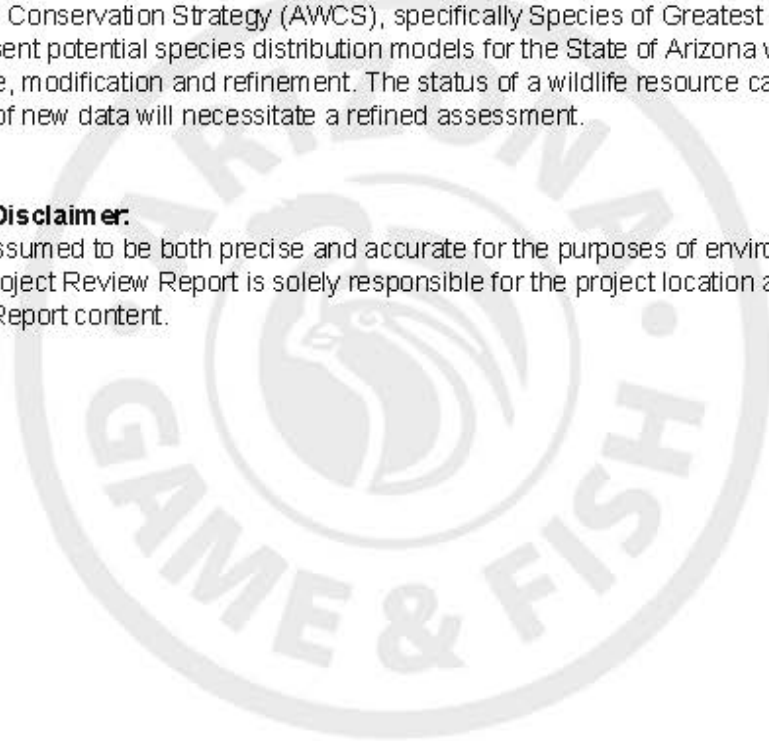 Conservation Strategy (AWCS), specifically Species of Greatest
sent potential species distribution models for the State of Arizona
e, modification and refinement. The status of a wildlife resource
of new data will necessitate a refined assessment.
Disclaimer:
ssumed to be both precise and accurate for the purposes of
oject Review Report is solely responsible for the project location
Report content.
ARIZONA
GAME & FISH